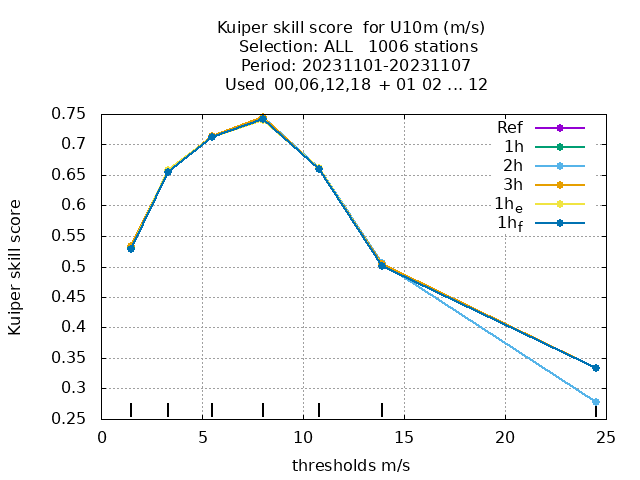 Kuiper skill score  for U10m (m/s)
Selection: ALL   1006 stations
Period: 20231101-20231107
Used  00,06,12,18 + 01 02 ... 12
Kuiper skill score
0.75
0.7
0.65
0.6
0.55
0.5
0.45
0.4
0.35
0.3
0.25
Ref
1h
2h
3h
1he
1hf
0 5 10 15 20 25
thresholds m/s